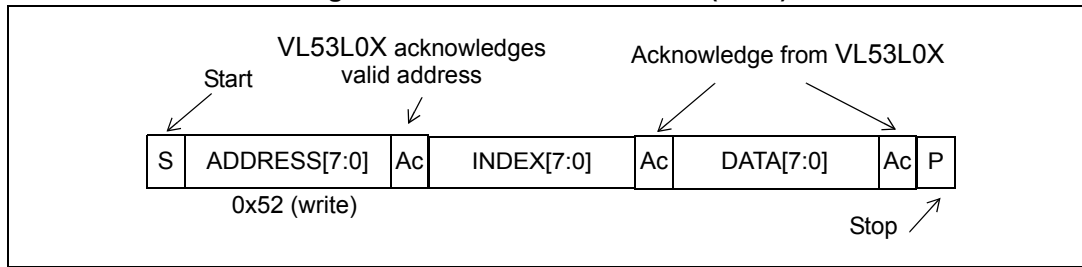 VL53L0X acknowledges
valid address
Acknowledge from VL53L0X
Start
S ADDRESS[7:0] Ac INDEX[7:0] Ac DATA[7:0] Ac P
0x52 (write)
Stop